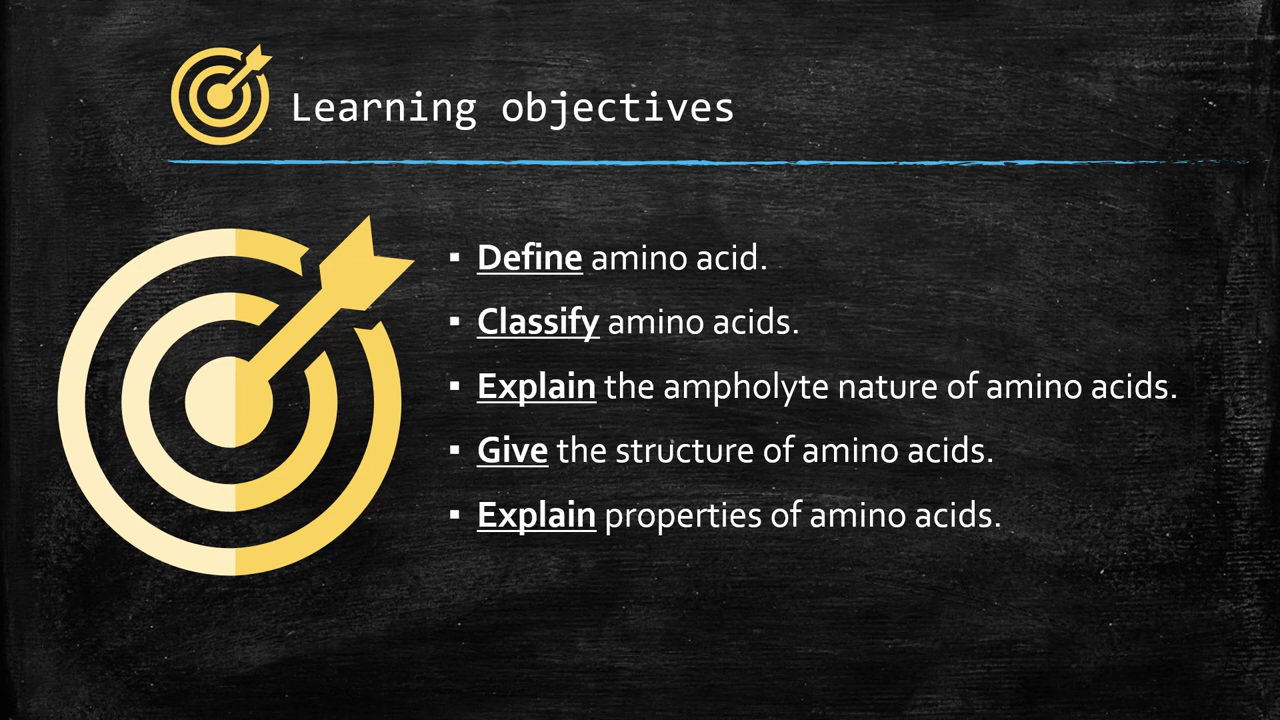 Learning objectives
▪ Define amino acid.
▪ Classify amino acids.
▪ Explain the ampholyte nature of amino acids.
▪ Give the structure of amino acids.
▪ Explain properties of amino acids.